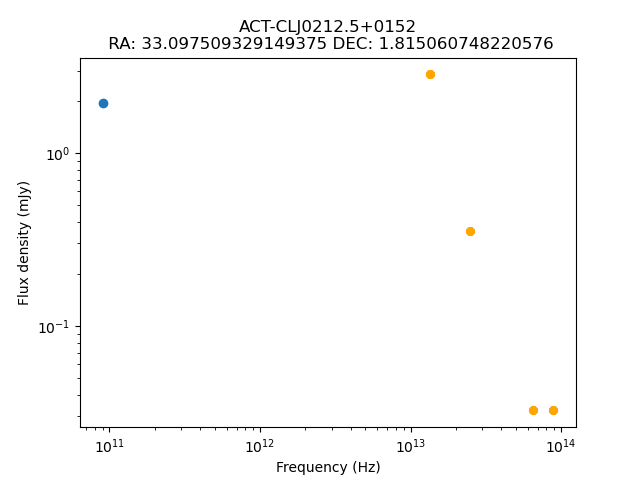 ACT-CLJ0212.5+0152
RA: 33.097509329149375 DEC: 1.815060748220576
Flux density (mJy)
10⁰
10⁻¹
10¹¹ 10¹² 10¹³ 10¹⁴
Frequency (Hz)